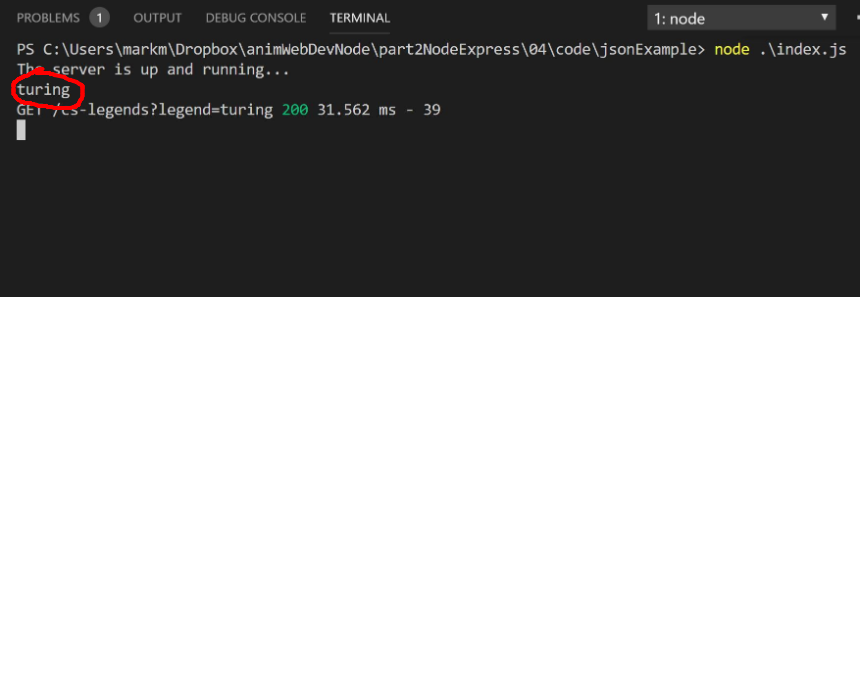 PROBLEMS 1 OUTPUT DEBUG CONSOLE TERMINAL 1: node
PS C:\Users\markm\Dropbox\animWebDevNode\part2NodeExpress\04\code\jsonExample> node .\index.js
The server is up and running...
turing
GET /cs-legends?legend=turing 200 31.562 ms - 39